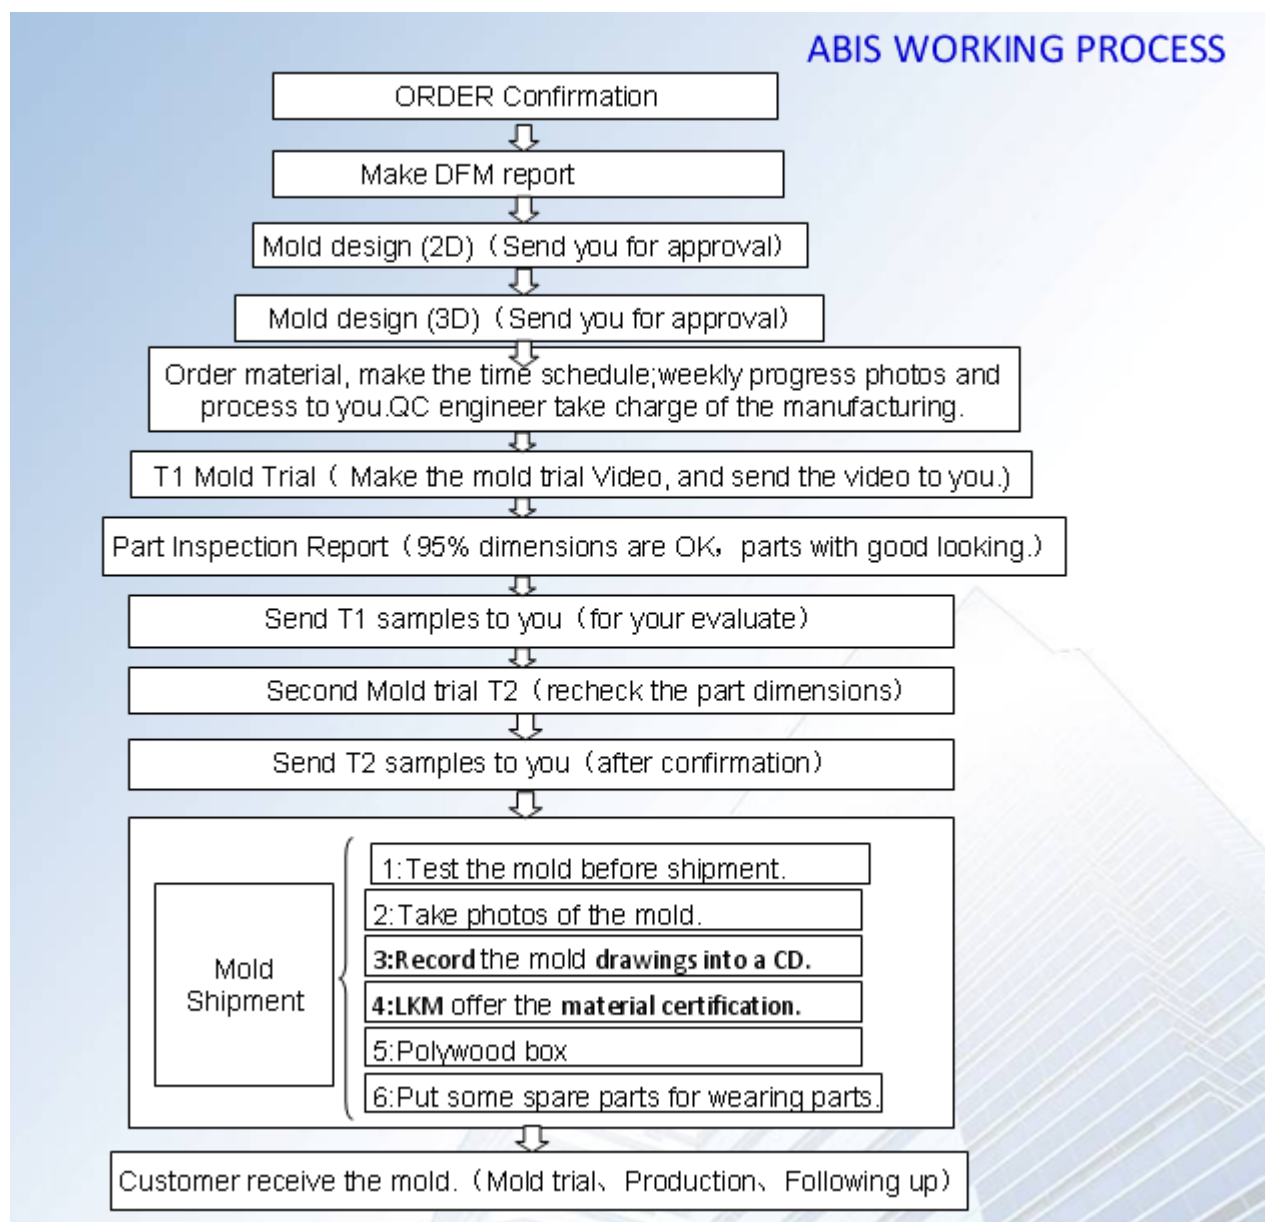 ABIS WORKING PROCESS
ORDER Confirmation
Make DFM report
Mold design (2D)（Send you for approval）
Mold design (3D)（Send you for approval）
Order material, make the time schedule;weekly progress photos and
process to you.QC engineer take charge of the manufacturing.
T1 Mold Trial（ Make the mold trial Video, and send the video to you.)
Part Inspection Report（95% dimensions are OK，parts with good looking.）
Send T1 samples to you（for your evaluate）
Second Mold trial T2（recheck the part dimensions）
Send T2 samples to you（after confirmation）
Mold
Shipment
1:Test the mold before shipment.
2:Take photos of the mold.
3:Record the mold drawings into a CD.
4:LKM offer the material certification.
5:Polywood box
6:Put some spare parts for wearing parts.
Customer receive the mold.（Mold trial、Production、Following up）